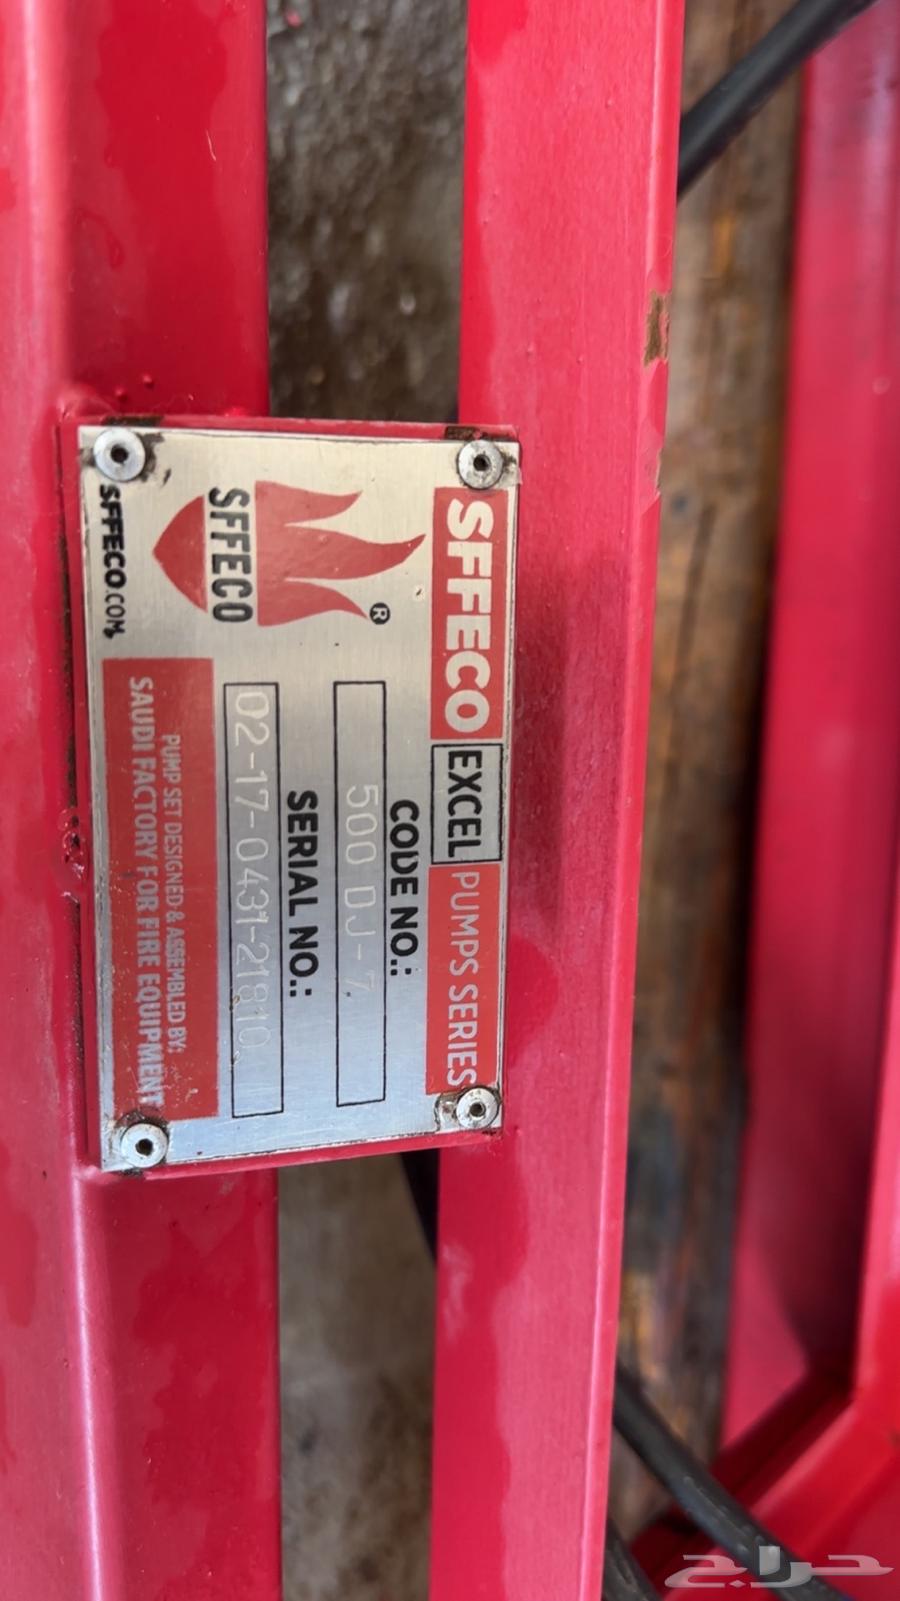 SFFECO EXCEL PUMPS SERIES
CODE NO.:
500 DJ-7
SERIAL NO.:
02-17-0431-21810
®
SFFECO
SFFECO.COM
PUMP SET DESIGNED & ASSEMBLED BY:
SAUDI FACTORY FOR FIRE EQUIPMENT
حراج